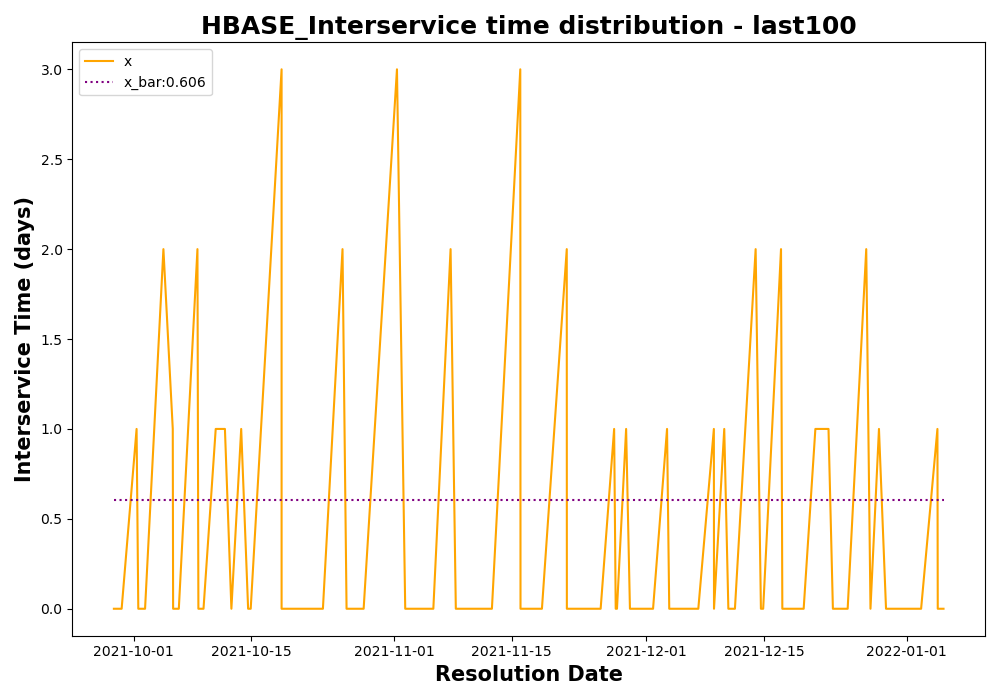 HBASE_Interservice time distribution - last100
x
x_bar:0.606
3.0
2.5
2.0
1.5
1.0
0.5
0.0
Interservice Time (days)
2021-10-01 2021-10-15 2021-11-01 2021-11-15 2021-12-01 2021-12-15 2022-01-01
Resolution Date